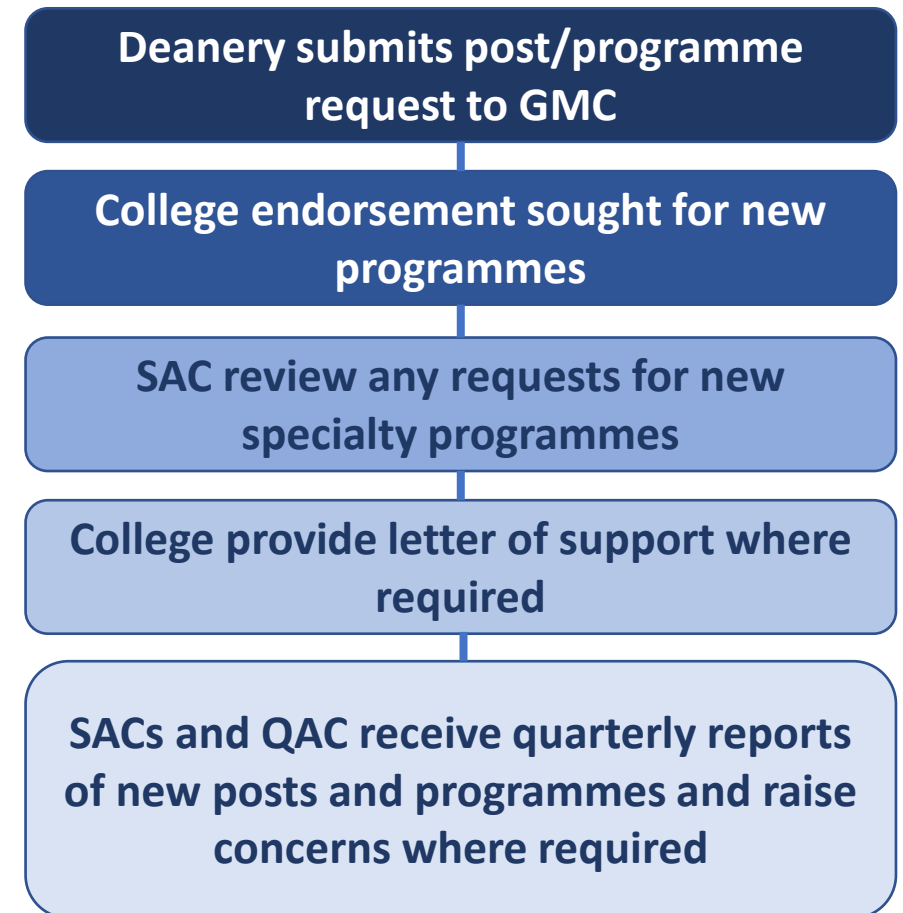 Deanery submits post/programme
request to GMC
College endorsement sought for new
programmes
SAC review any requests for new
specialty programmes
College provide letter of support where
required
SACs and QAC receive quarterly reports
of new posts and programmes and raise
concerns where required